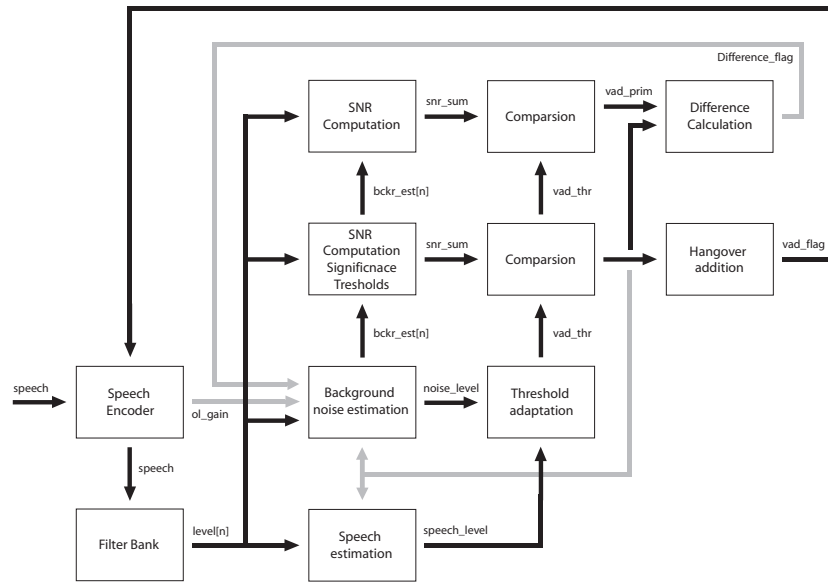 Difference_flag
SNR
Computation
snr_sum
Comparsion
vad_prim
Difference
Calculation
bckr_est[n]
vad_thr
SNR
Computation
Significnace
Tresholds
snr_sum
Comparsion
Hangover
addition
vad_flag
bckr_est[n]
vad_thr
speech
Speech
Encoder
ol_gain
Background
noise estimation
noise_level
Threshold
adaptation
speech
Filter Bank
level[n]
Speech
estimation
speech_level